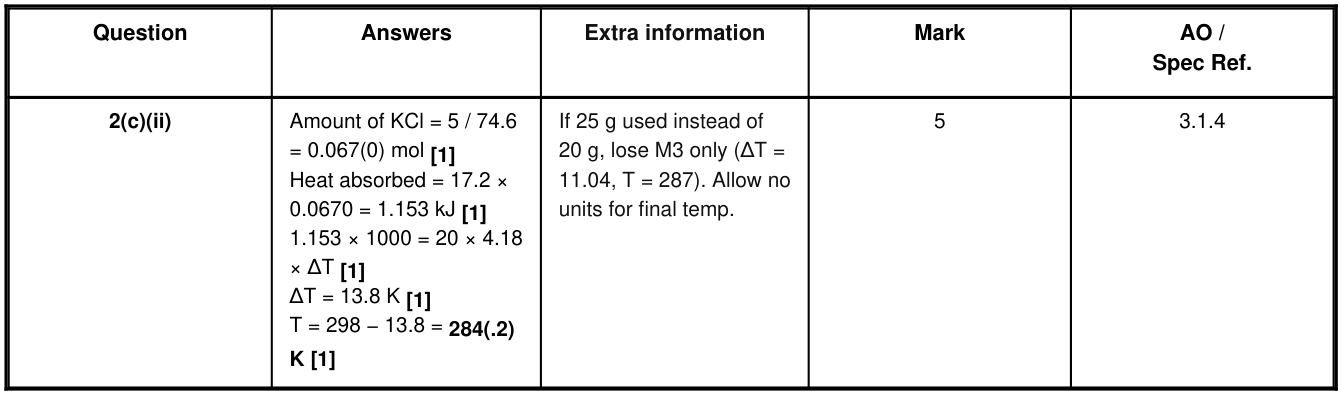 Question
Answers
Extra information
Mark
AO /
Spec Ref.
2(c)(ii)
Amount of KCl = 5 / 74.6
= 0.067(0) mol [1]
Heat absorbed = 17.2 ×
0.0670 = 1.153 kJ [1]
1.153 × 1000 = 20 × 4.18
× ΔT [1]
ΔT = 13.8 K [1]
T = 298 − 13.8 = 284(.2)
K [1]
If 25 g used instead of
20 g, lose M3 only (ΔT =
11.04, T = 287). Allow no
units for final temp.
5
3.1.4